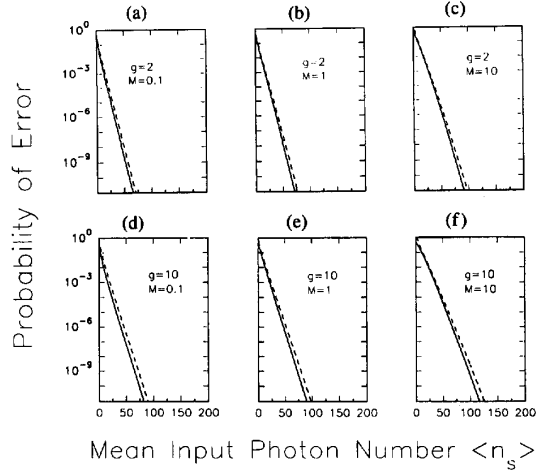 (a) (b) (c)
10^0
10^-3
10^-6
10^-9
g=2
M=0.1
g=2
M=1
g=2
M=10
(d) (e) (f)
10^0
10^-3
10^-6
10^-9
g=10
M=0.1
g=10
M=1
g=10
M=10
0 50 100 150 200 0 50 100 150 200 0 50 100 150 200
Probability of Error
Mean Input Photon Number <n_s>